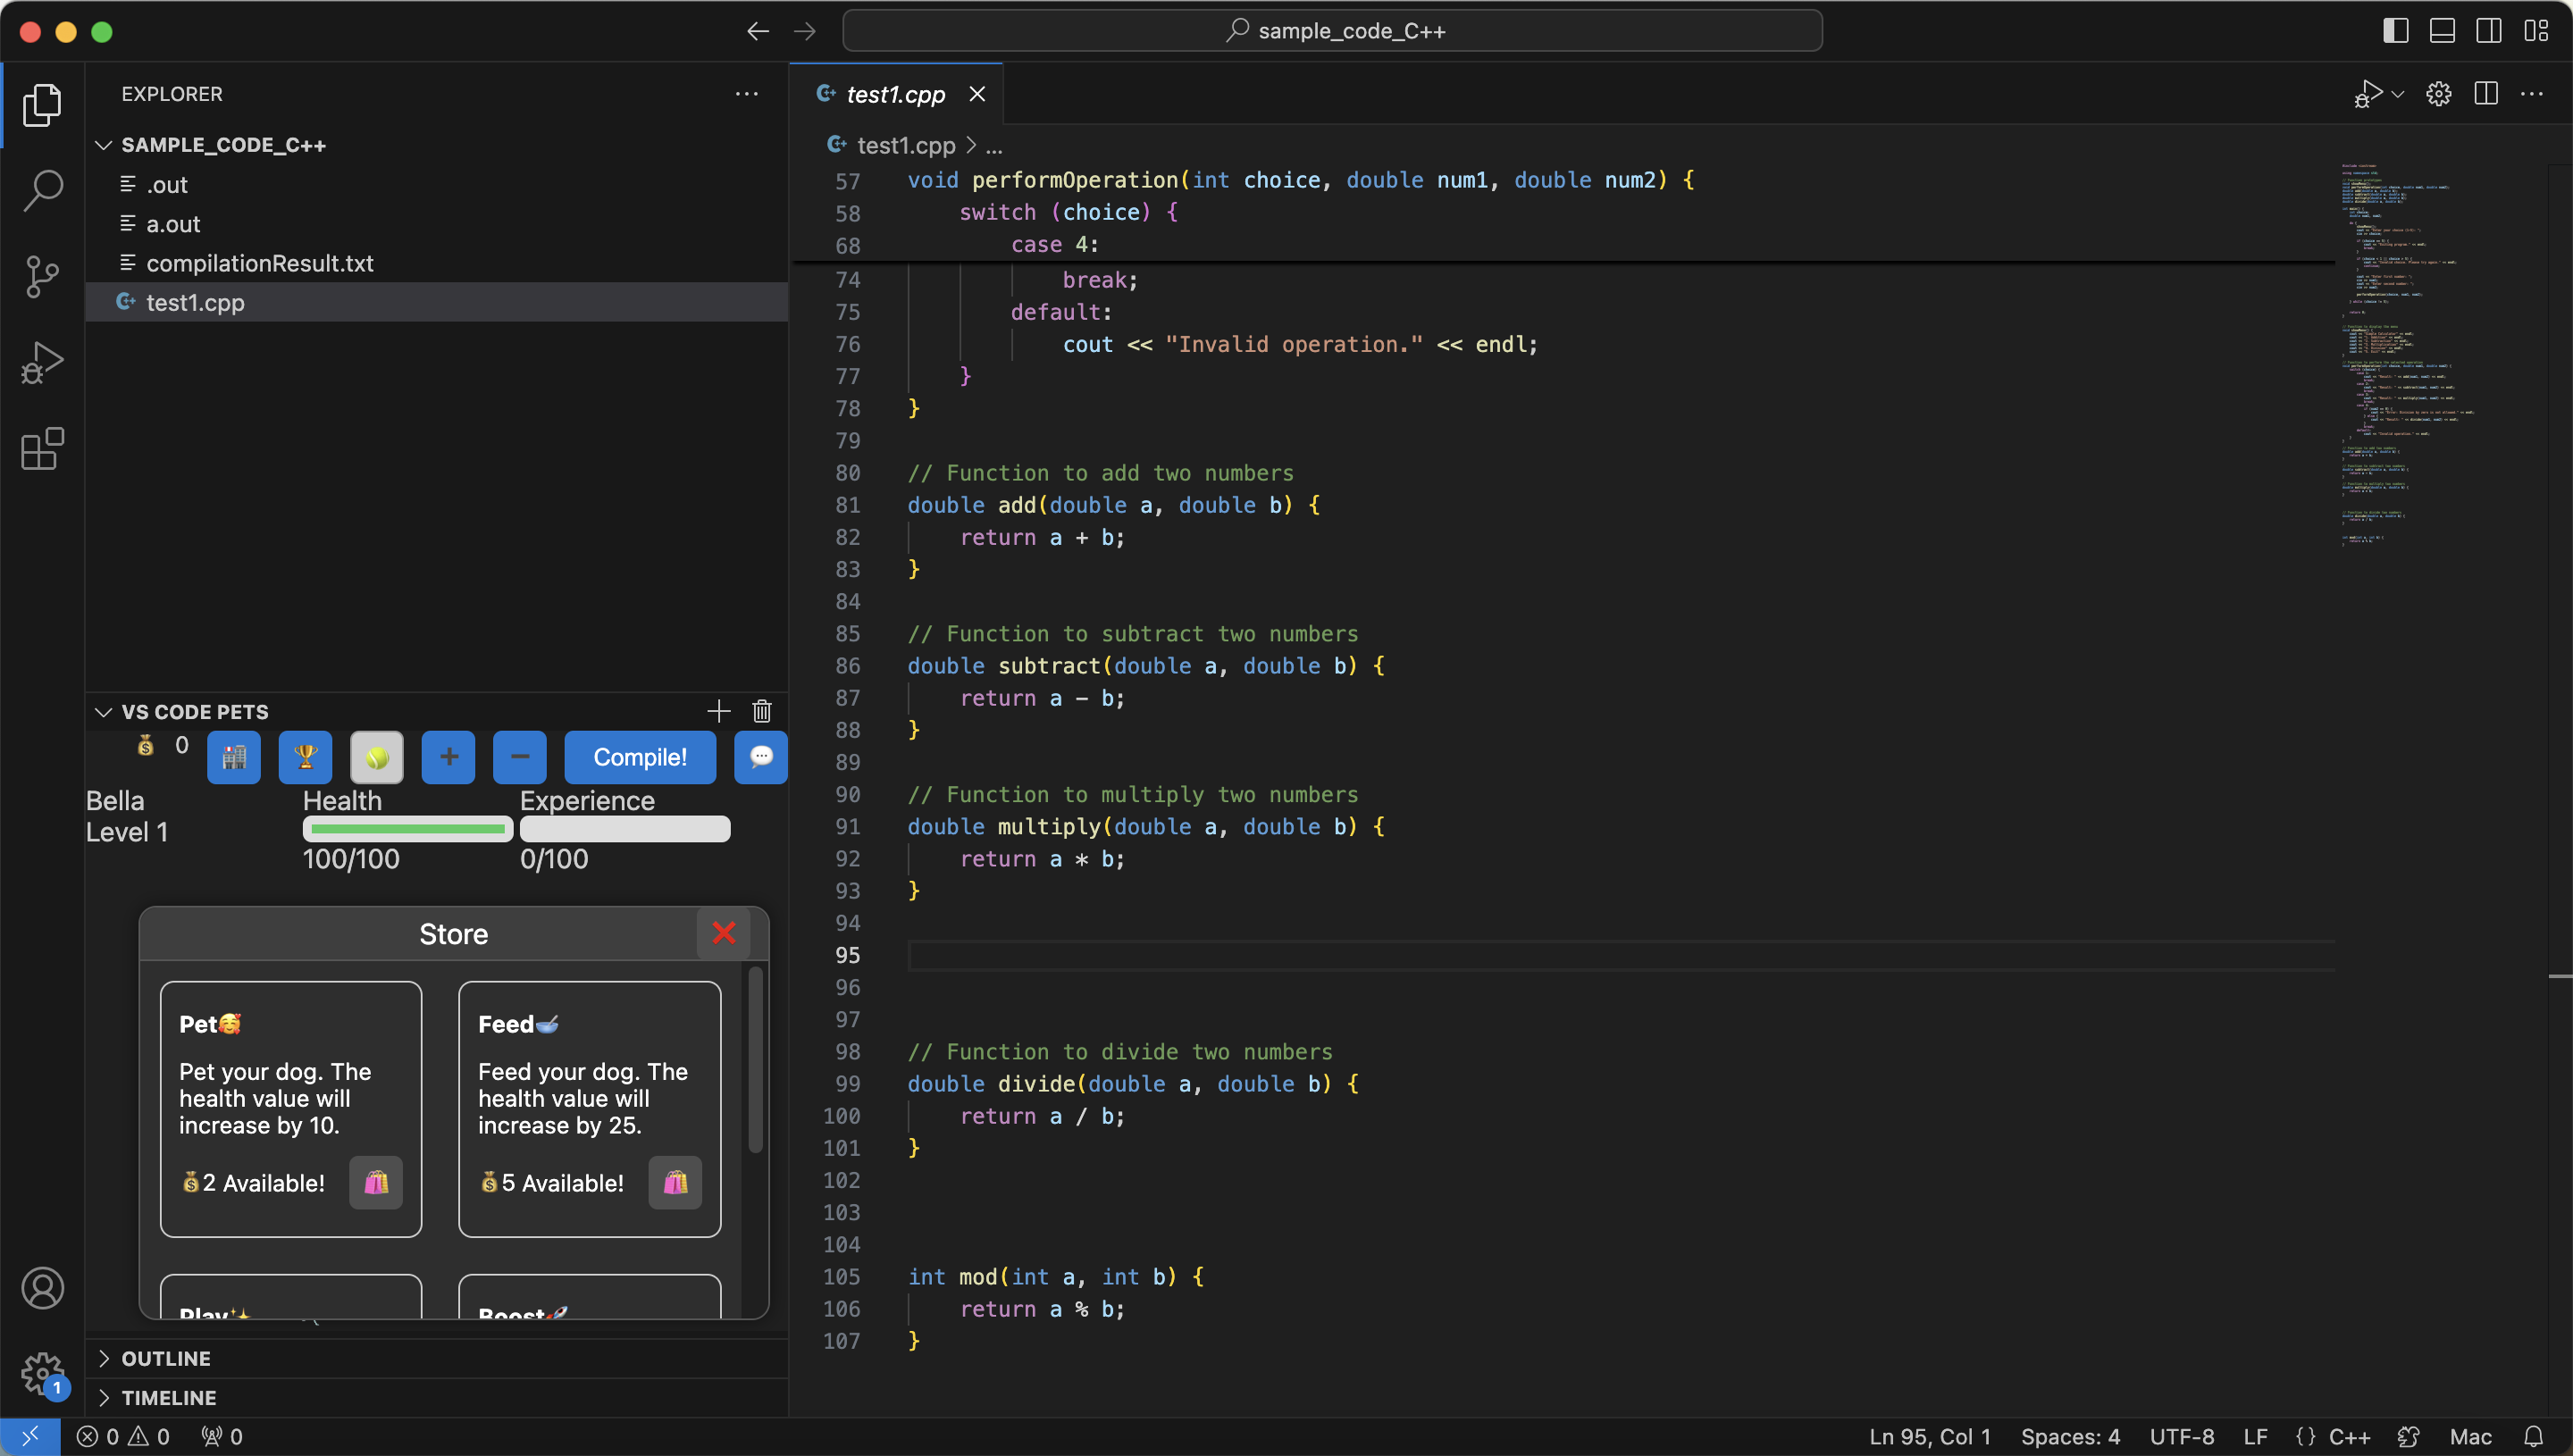 sample_code_C++
EXPLORER
SAMPLE_CODE_C++
.out
a.out
compilationResult.txt
test1.cpp
VS CODE PETS
0
Compile!
Bella
Level 1
Health
100/100
Experience
0/100
Store
Pet
Pet your dog. The
health value will
increase by 10.
2 Available!
Feed
Feed your dog. The
health value will
increase by 25.
5 Available!
Play
Boost
OUTLINE
TIMELINE
test1.cpp
test1.cpp > ...
57 void performOperation(int choice, double num1, double num2) {
58 switch (choice) {
68 case 4:
74 break;
75 default:
76 cout << "Invalid operation." << endl;
77 }
78 }
79
80 // Function to add two numbers
81 double add(double a, double b) {
82 return a + b;
83 }
84
85 // Function to subtract two numbers
86 double subtract(double a, double b) {
87 return a - b;
88 }
89
90 // Function to multiply two numbers
91 double multiply(double a, double b) {
92 return a * b;
93 }
94
95
96
97
98 // Function to divide two numbers
99 double divide(double a, double b) {
100 return a / b;
101 }
102
103
104
105 int mod(int a, int b) {
106 return a % b;
107 }
1
0 0 0
Ln 95, Col 1 Spaces: 4 UTF-8 LF {} C++ Mac